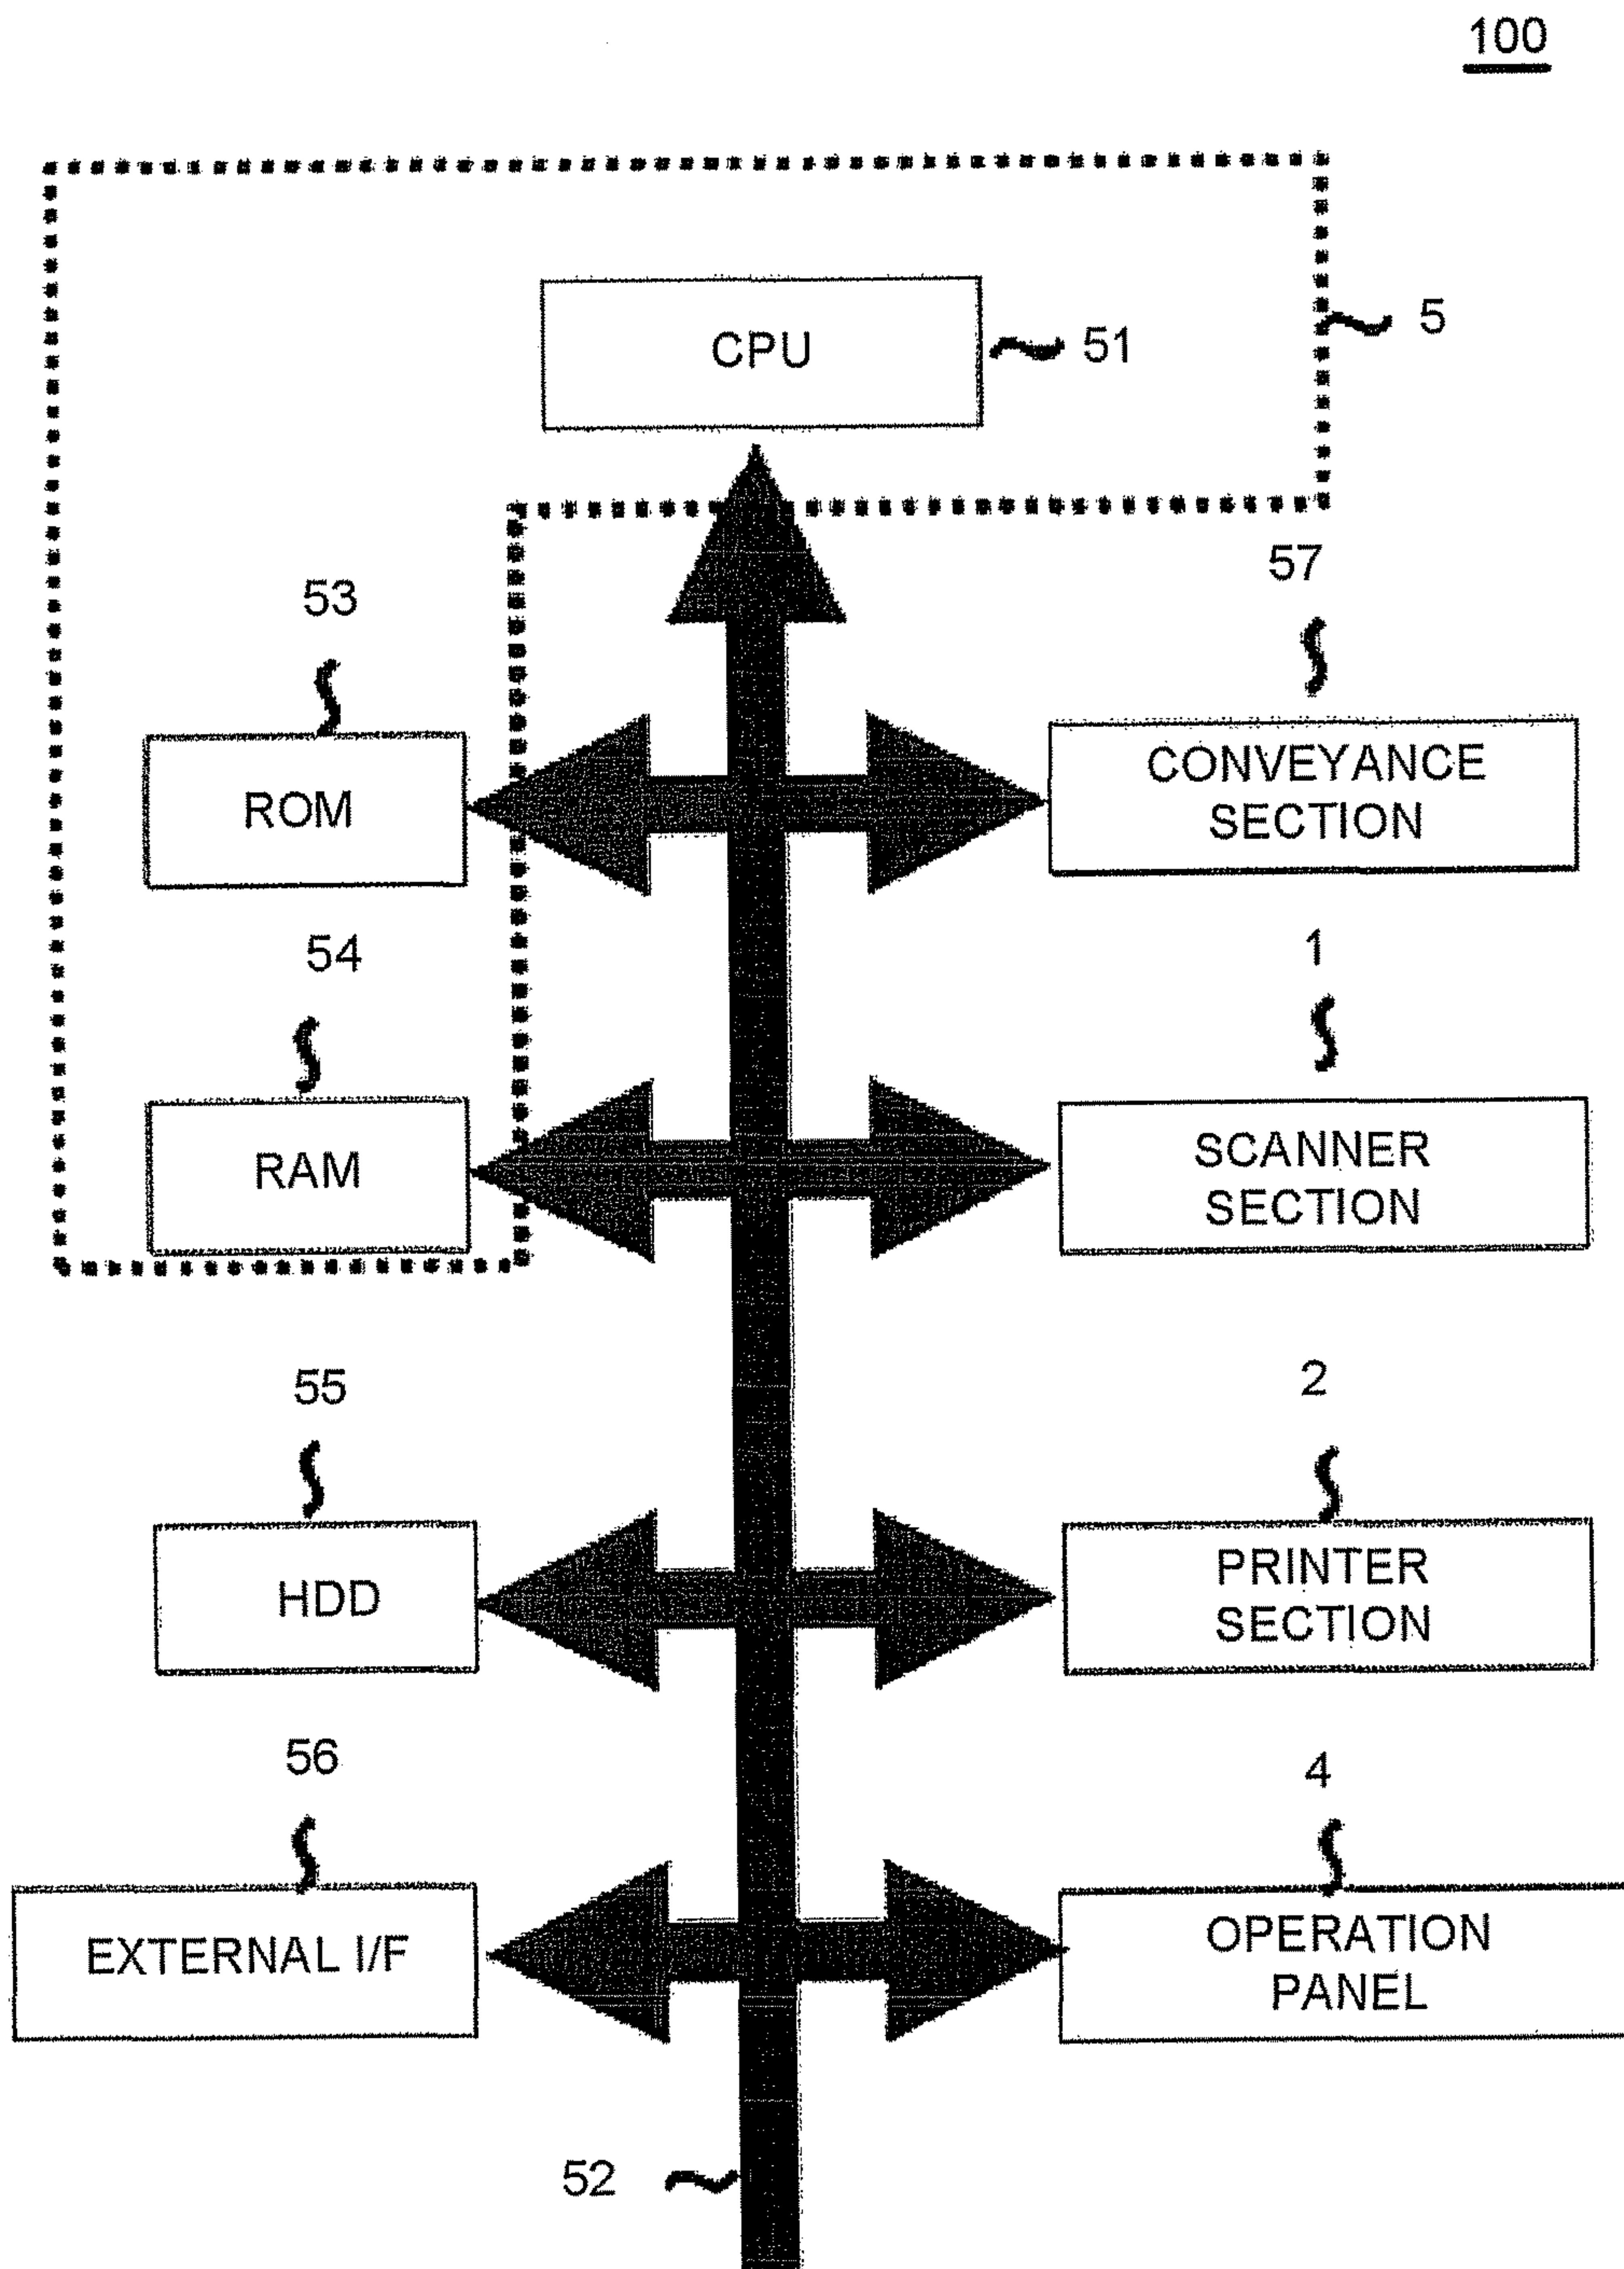 100
5
CPU
51
57
53
CONVEYANCE
SECTION
ROM
1
54
SCANNER
SECTION
RAM
2
55
PRINTER
SECTION
HDD
56
4
OPERATION
PANEL
EXTERNAL I/F
52